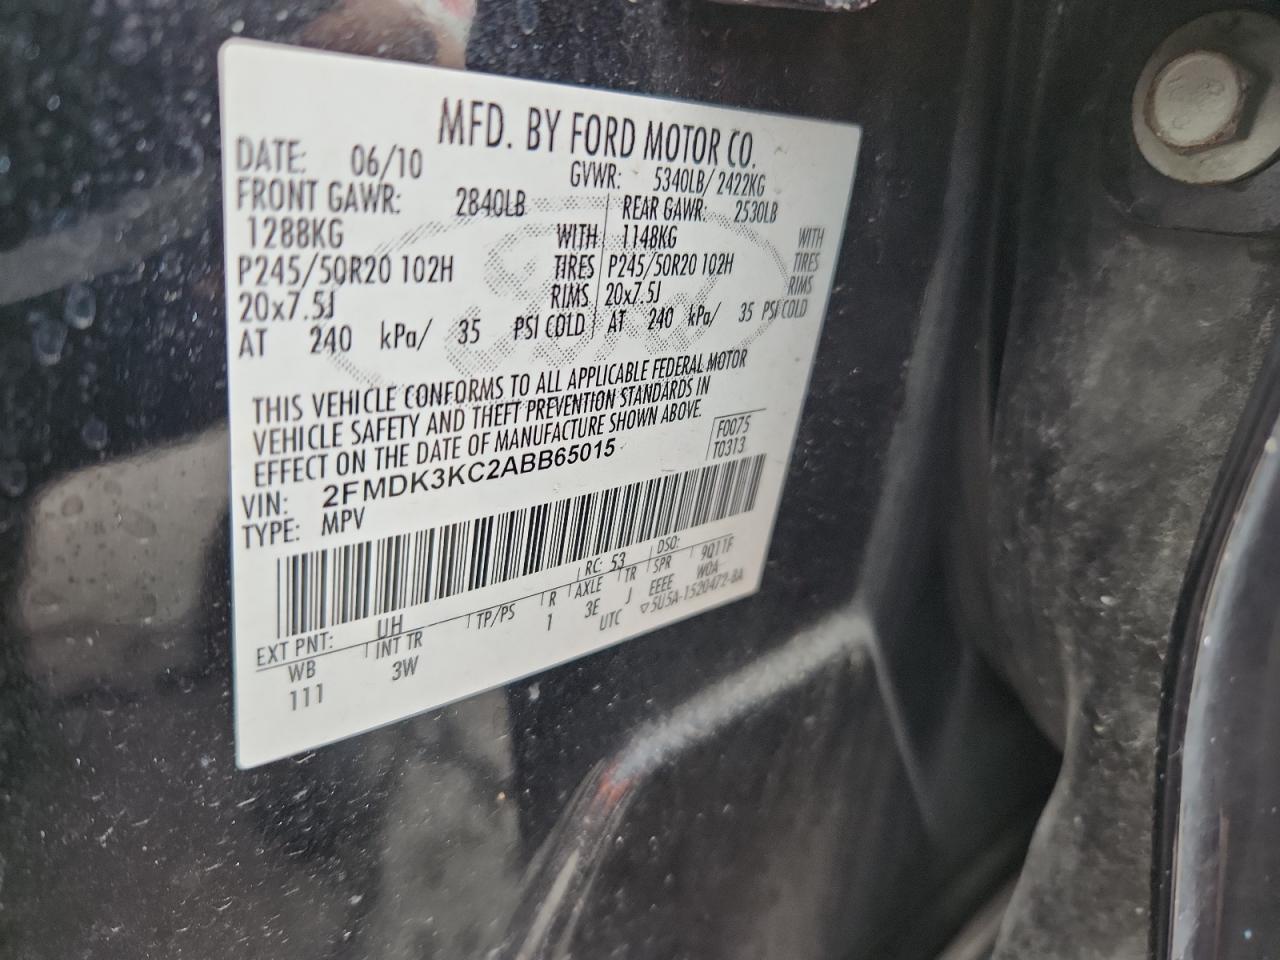 MFD. BY FORD MOTOR CO.
DATE: 06/10 GVWR: 5340LB/ 2422KG
FRONT GAWR: 2840LB REAR GAWR: 2530LB
1288KG WITH 1148KG WITH
P245/50R20 102H TIRES P245/50R20 102H TIRES
20x7.5J RIMS 20x7.5J RIMS
AT 240 kPa/ 35 PSI COLD AT 240 kPa/ 35 PSI COLD
THIS VEHICLE CONFORMS TO ALL APPLICABLE FEDERAL MOTOR
VEHICLE SAFETY AND THEFT PREVENTION STANDARDS IN
EFFECT ON THE DATE OF MANUFACTURE SHOWN ABOVE.
F0075
T0313
VIN: 2FMDK3KC2ABB65015
TYPE: MPV
EXT PNT: UH RC: 53 DSO:
WB INT TR TP/PS R AXLE TR SPR 9Q11F
111 3W 1 3E J EEEE WOA
UTC ▽5U5A-1520472-BA